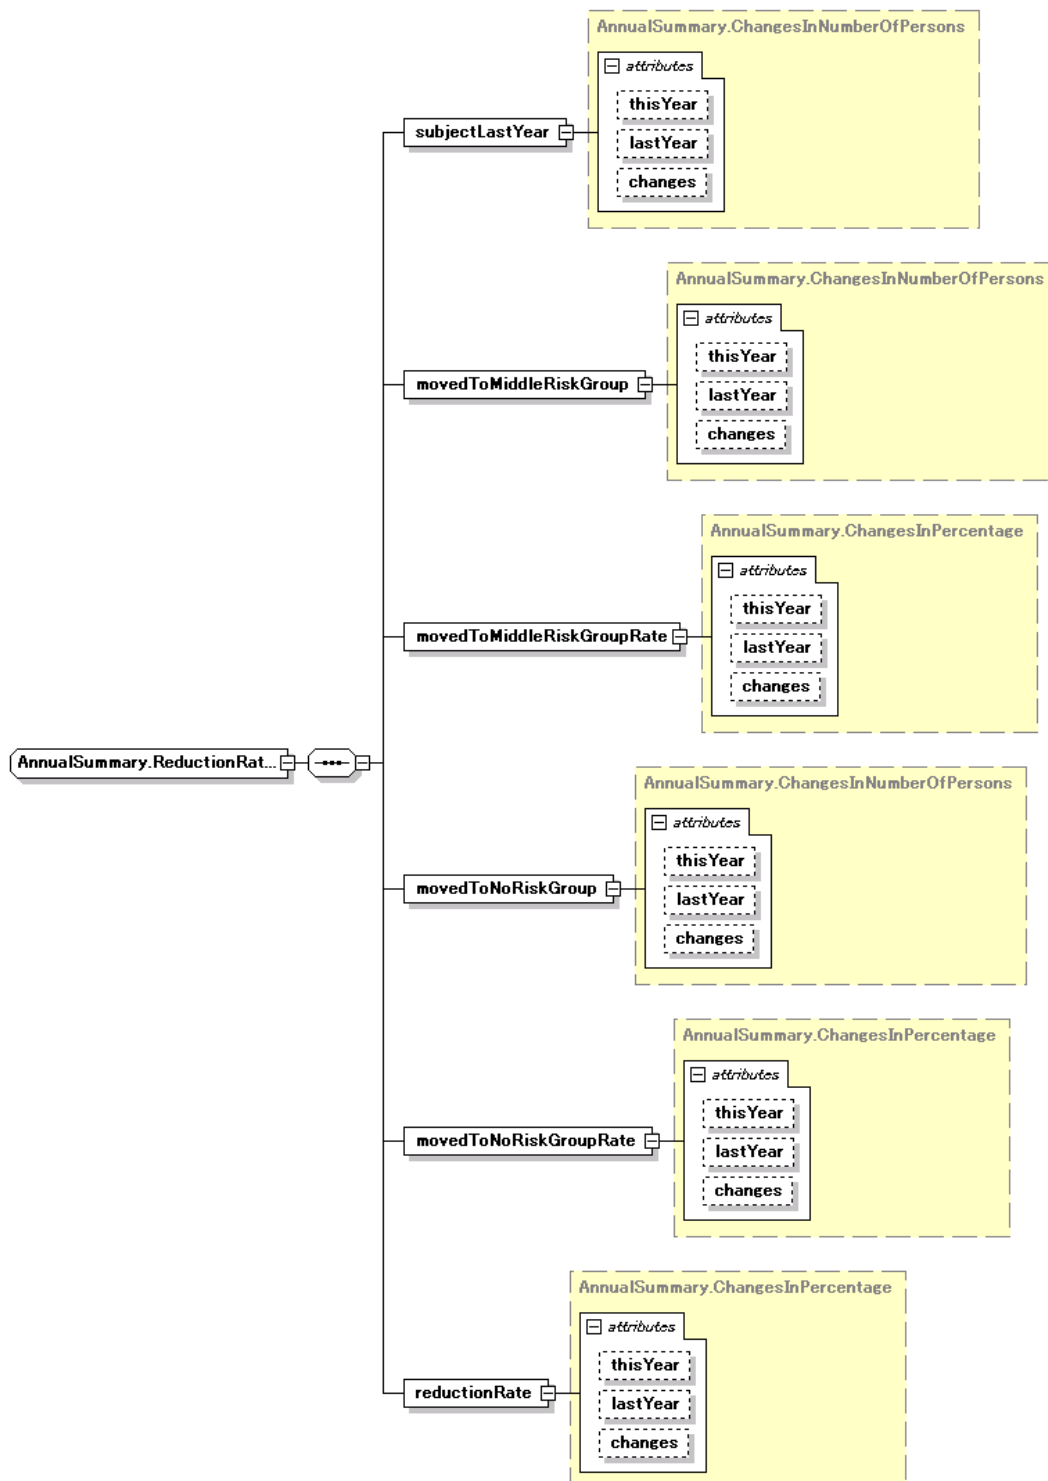 AnnualSummary.ChangesInNumberOfPersons
attributes
thisYear
subjectLastYear
lastYear
changes
AnnualSummary.ChangesInNumberOfPersons
attributes
thisYear
movedToMiddleRiskGroup
lastYear
changes
AnnualSummary.ChangesInPercentage
attributes
thisYear
movedToMiddleRiskGroupRate
lastYear
changes
AnnualSummary.ReductionRat...
AnnualSummary.ChangesInNumberOfPersons
attributes
thisYear
movedToNoRiskGroup
lastYear
changes
AnnualSummary.ChangesInPercentage
attributes
thisYear
movedToNoRiskGroupRate
lastYear
changes
AnnualSummary.ChangesInPercentage
attributes
thisYear
reductionRate
lastYear
changes